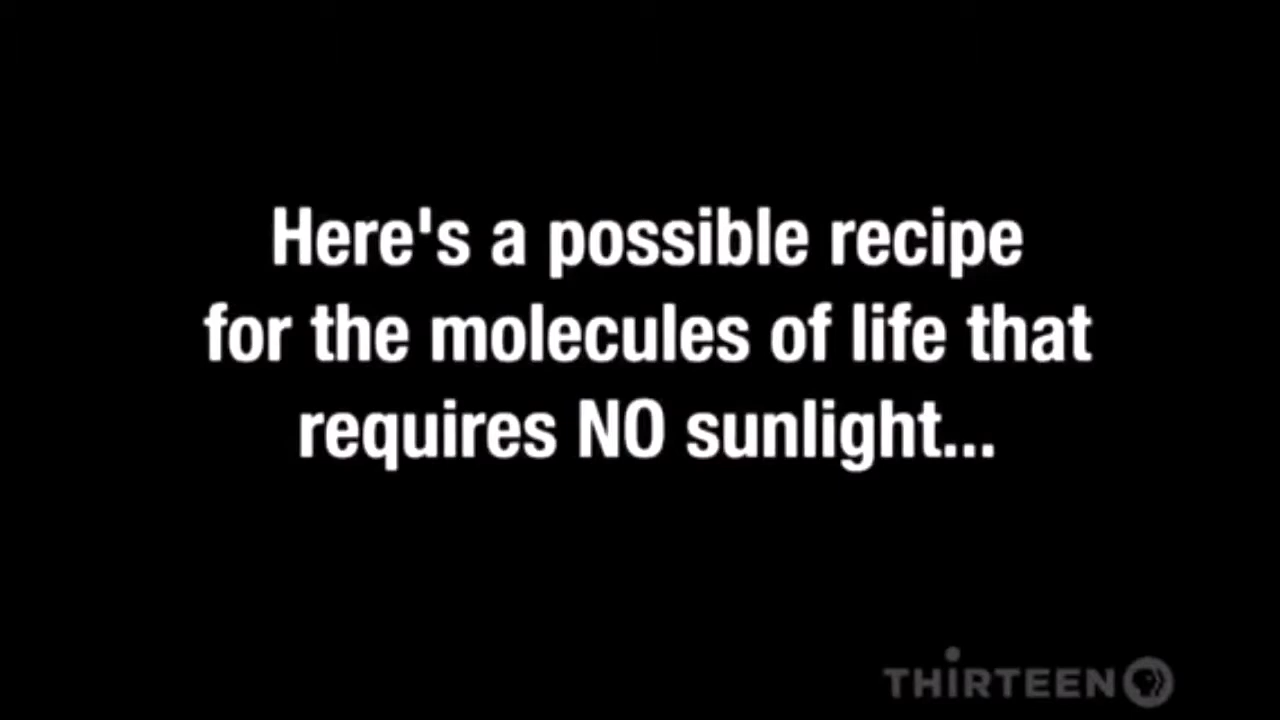 Here's a possible recipe
for the molecules of life that
requires NO sunlight...
THIRTEEN